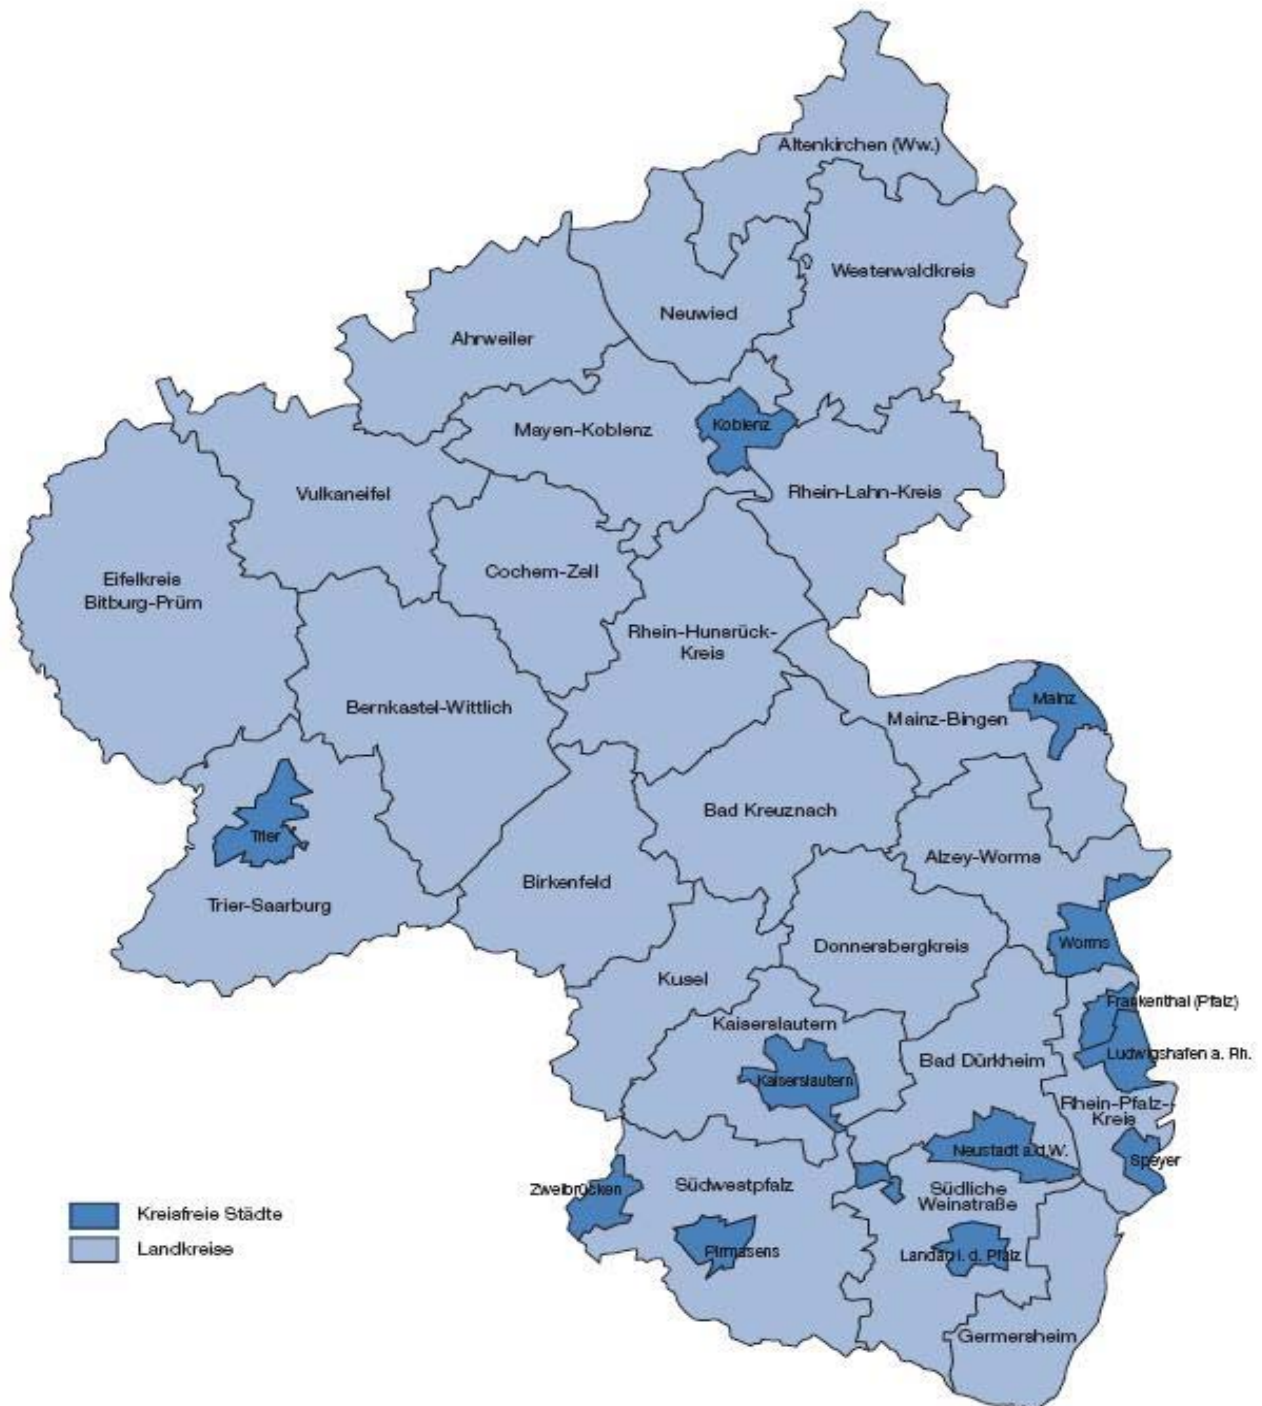 Altenkirchen (Ww.)
Westerwaldkreis
Neuwied
Ahrweiler
Mayen-Koblenz
Koblenz
Rhein-Lahn-Kreis
Vulkaneifel
Cochem-Zell
Eifelkreis
Bitburg-Prüm
Rhein-Hunsrück-
Kreis
Bernkastel-Wittlich
Mainz
Mainz-Bingen
Bad Kreuznach
Trier
Alzey-Worms
Birkenfeld
Trier-Saarburg
Worms
Donnersbergkreis
Kusel
Frankenthal (Pfalz)
Kaiserslautern
Ludwigshafen a. Rh.
Bad Dürkheim
Kaiserslautern
Rhein-Pfalz-
Kreis
Neustadt a.d.W.
Speyer
Zweibrücken
Südwestpfalz
Südliche
Weinstraße
Pirmasens
Landau i. d. Pfalz
Germersheim
Kreisfreie Städte
Landkreise